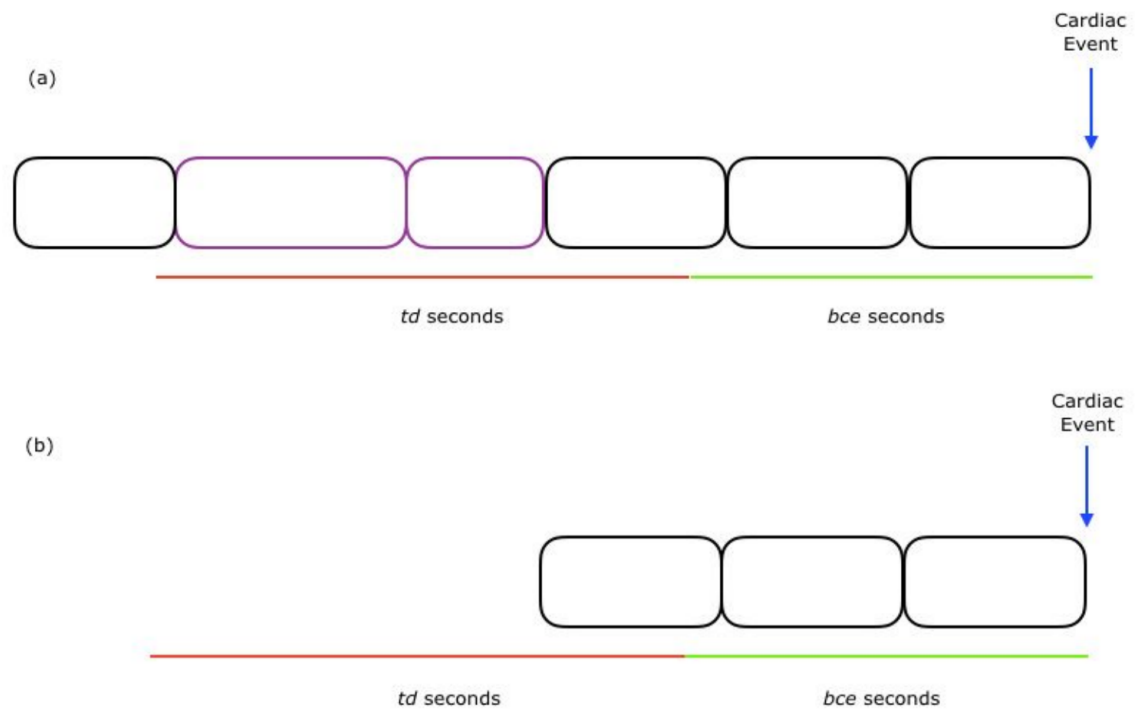 Cardiac
Event
(a)
td seconds
bce seconds
Cardiac
Event
(b)
td seconds
bce seconds